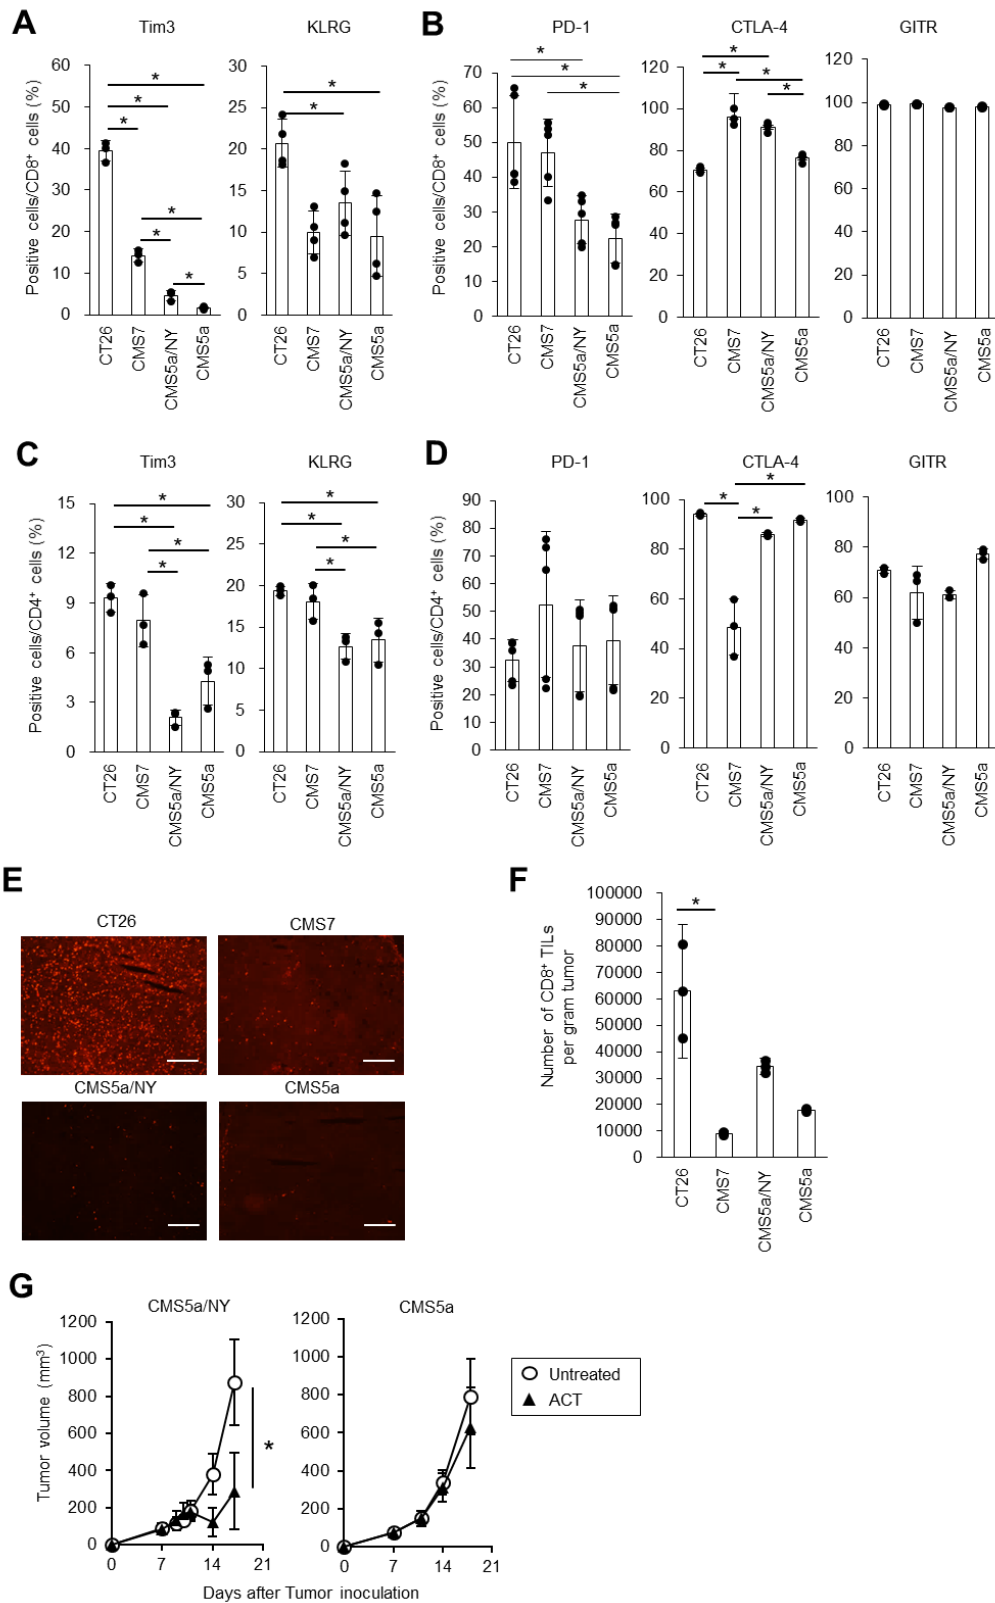 A
Tim3
KLRG
Positive cells/CD8⁺ cells (%)
60
50
40
30
20
10
0
30
25
20
15
10
5
0
* * * * * *
* *
CT26
CMS7
CMS5a/NY
CMS5a
CT26
CMS7
CMS5a/NY
CMS5a
B
PD-1
CTLA-4
GITR
70
60
50
40
30
20
10
0
120
100
80
60
40
20
0
120
100
80
60
40
20
0
* * *
* * * *
CT26
CMS7
CMS5a/NY
CMS5a
CT26
CMS7
CMS5a/NY
CMS5a
CT26
CMS7
CMS5a/NY
CMS5a
C
Tim3
KLRG
Positive cells/CD4⁺ cells (%)
15
12
9
6
3
0
30
25
20
15
10
5
0
* * * *
* * * *
CT26
CMS7
CMS5a/NY
CMS5a
CT26
CMS7
CMS5a/NY
CMS5a
D
PD-1
CTLA-4
GITR
Positive cells/CD4⁺ cells (%)
90
80
70
60
50
40
30
20
10
0
100
80
60
40
20
0
100
80
60
40
20
0
* * *
CT26
CMS7
CMS5a/NY
CMS5a
CT26
CMS7
CMS5a/NY
CMS5a
CT26
CMS7
CMS5a/NY
CMS5a
E
CT26
CMS7
CMS5a/NY
CMS5a
F
Number of CD8⁺ TILs
per gram tumor
100000
90000
80000
70000
60000
50000
40000
30000
20000
10000
0
*
CT26
CMS7
CMS5a/NY
CMS5a
G
CMS5a/NY
CMS5a
Tumor volume (mm³)
1200
1000
800
600
400
200
0
1200
1000
800
600
400
200
0
*
Untreated
ACT
0 7 14 21
0 7 14 21
Days after Tumor inoculation